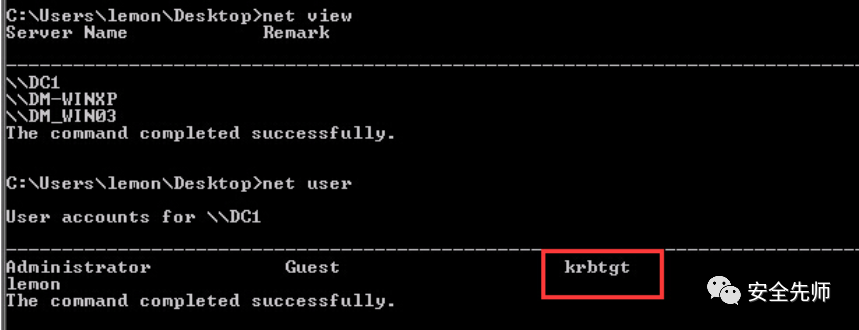 C:\Users\lemon\Desktop>net view
Server Name Remark
-------------------------------------------------------------------------------
\\DC1
\\DM-WINXP
\\DM_WIN03
The command completed successfully.
C:\Users\lemon\Desktop>net user
User accounts for \\DC1
-------------------------------------------------------------------------------
Administrator Guest krbtgt
lemon
The command completed successfully.
安全先师